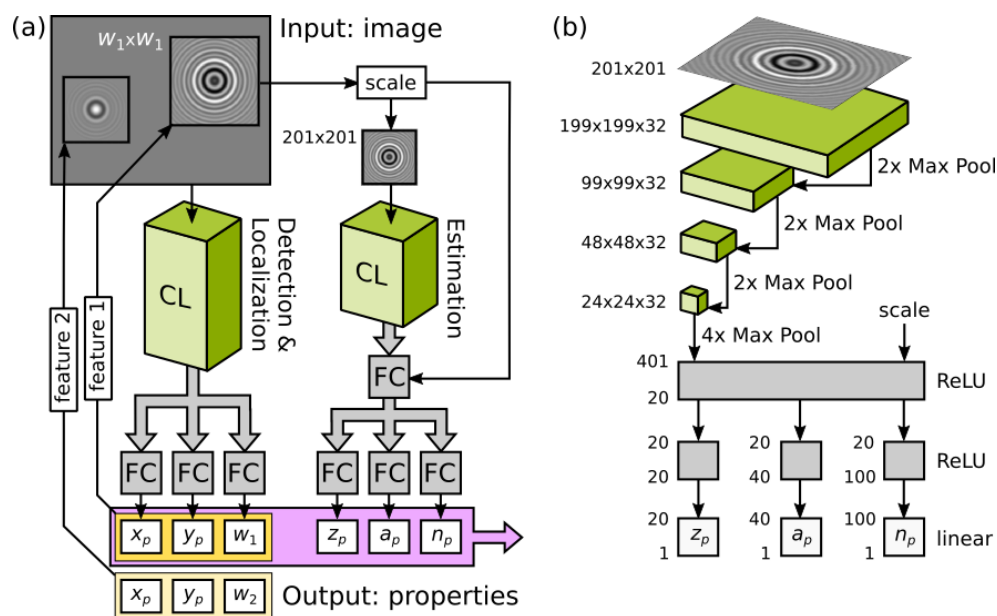 (a)
w₁xw₁
Input: image
scale
201x201
CL
Detection &
Localization
CL
Estimation
feature 2
feature 1
FC
FC FC FC FC FC FC
xₚ yₚ w₁ zₚ aₚ nₚ
xₚ yₚ w₂ Output: properties
(b)
201x201
199x199x32
2x Max Pool
99x99x32
2x Max Pool
48x48x32
2x Max Pool
24x24x32
scale
4x Max Pool
401
ReLU
20
20 20 20
ReLU
20 40 100
20 40 100
zₚ aₚ nₚ linear
1 1 1